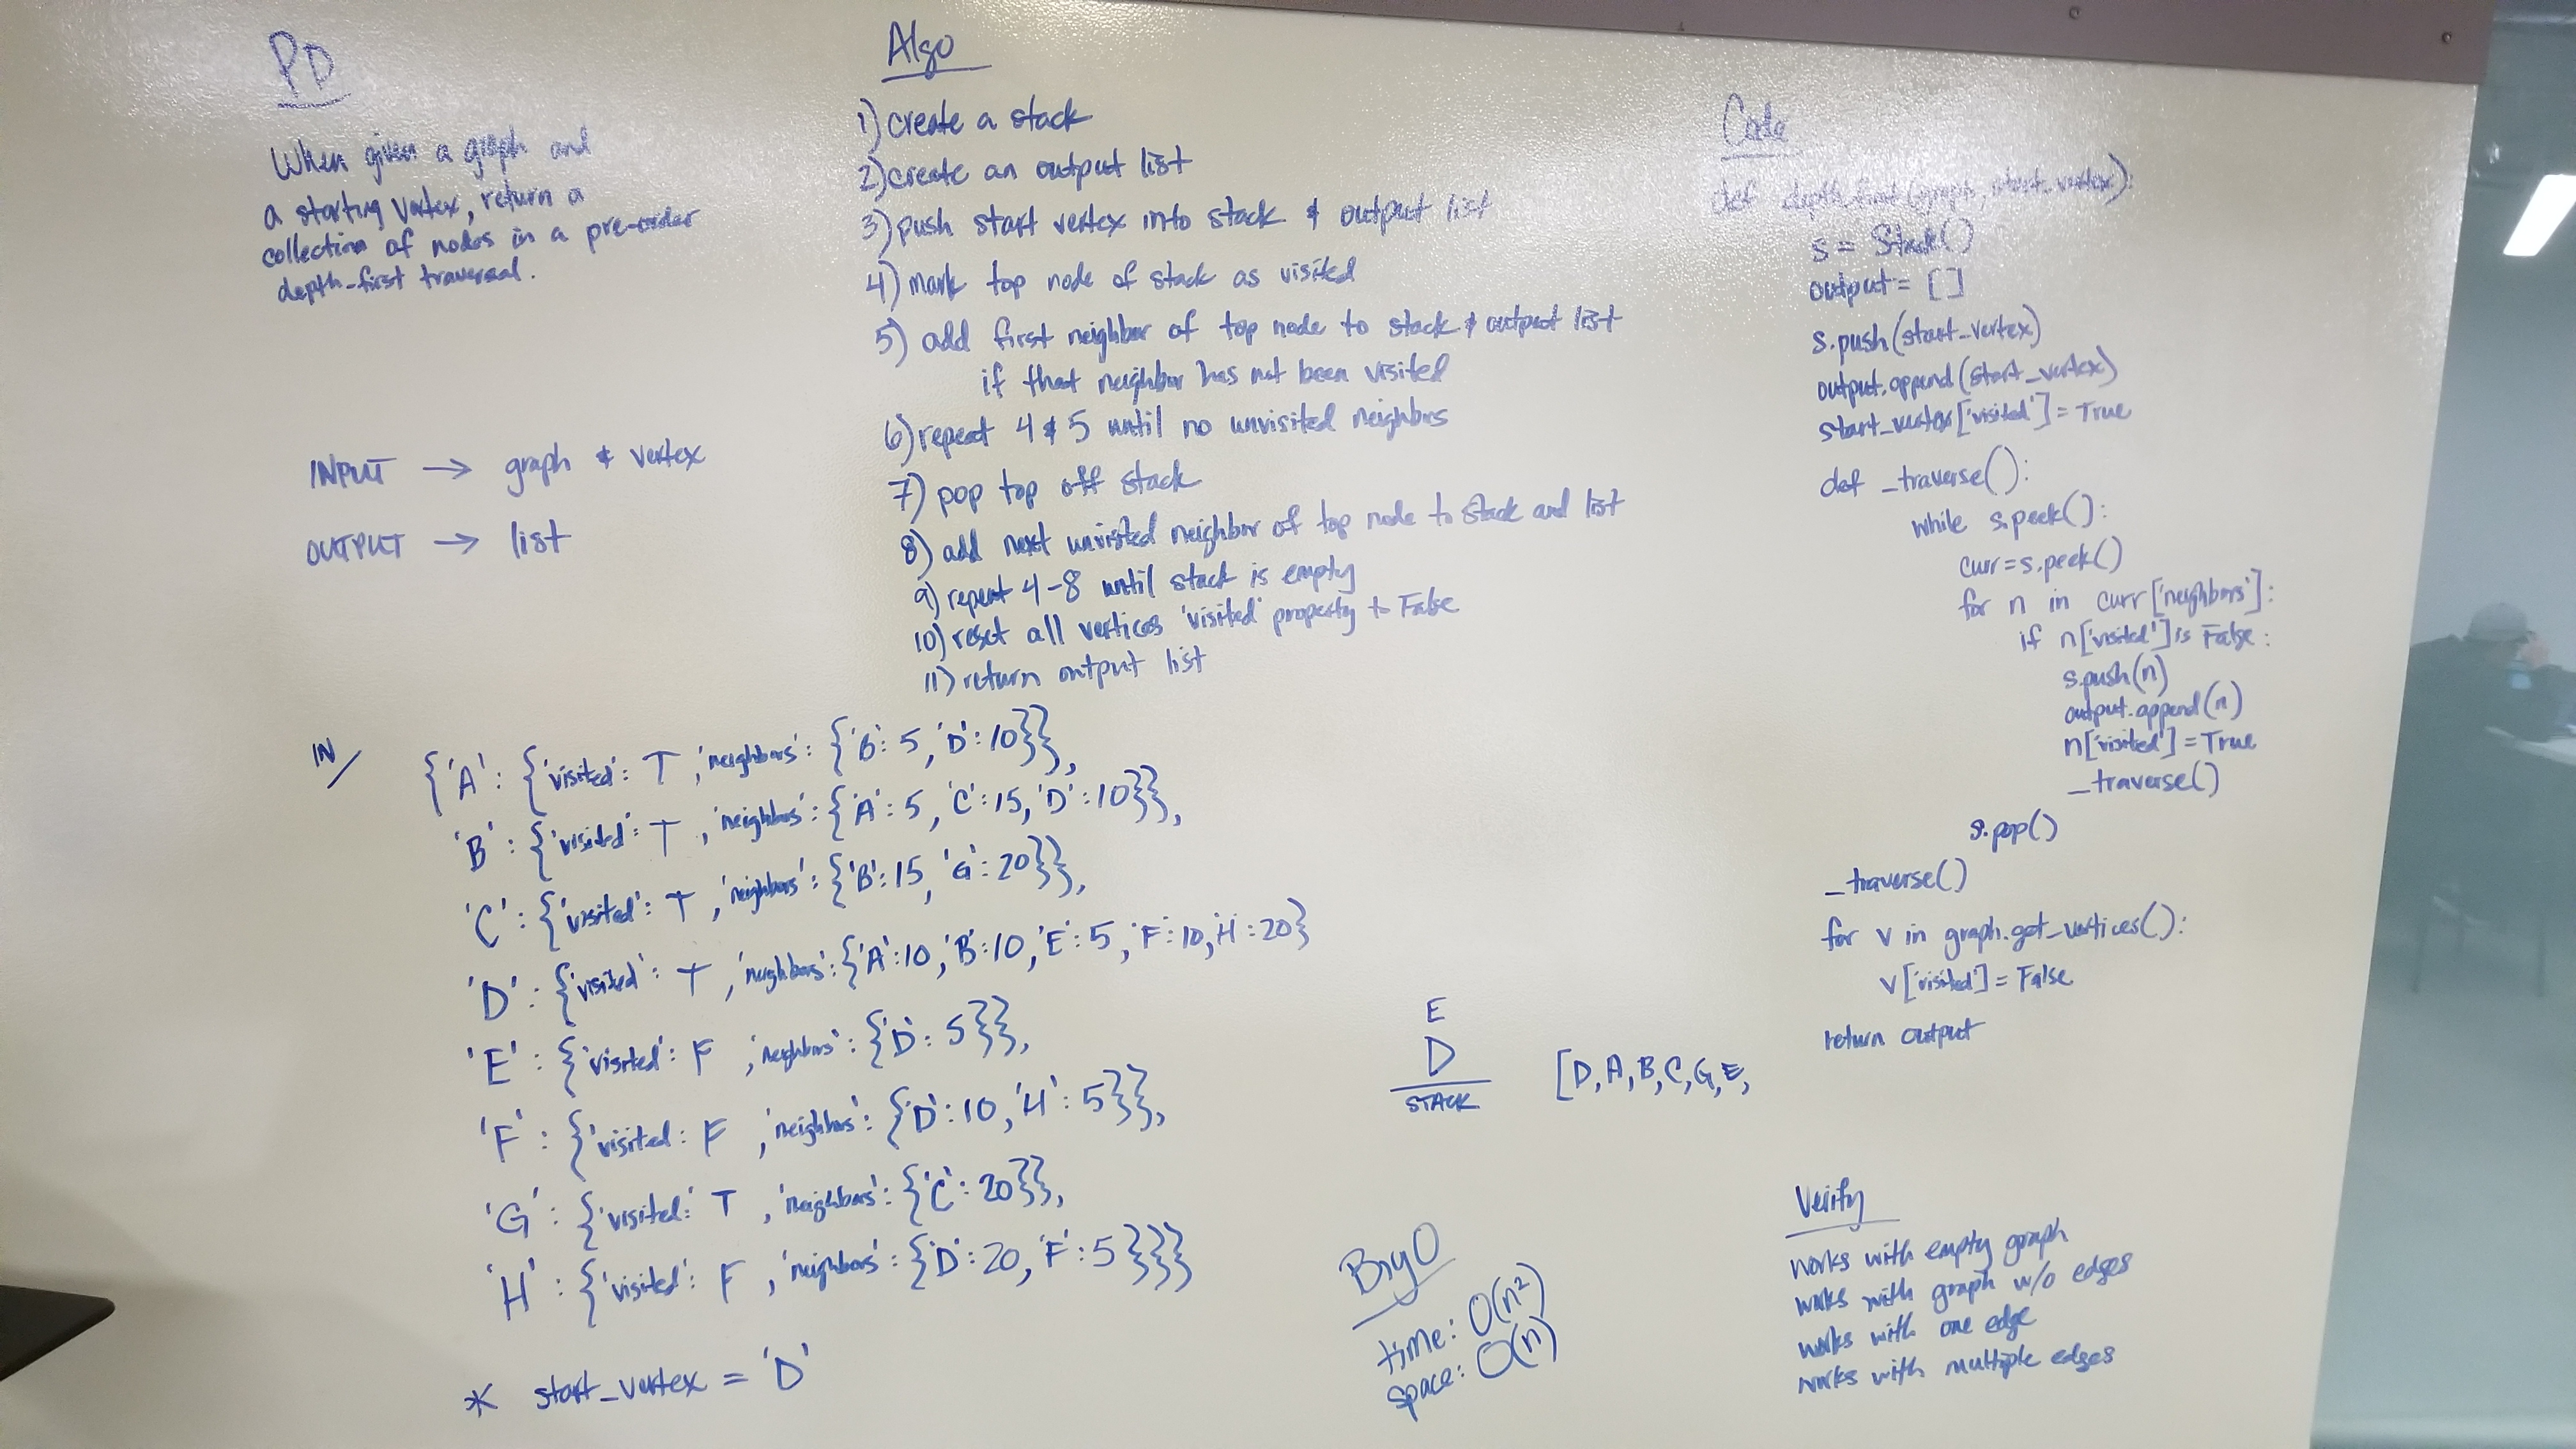 PD
When given a graph and
a starting vertex, return a
collection of nodes in a pre-order
depth-first traversal.
INPUT → graph & vertex
OUTPUT → list
Algo
1) create a stack
2) create an output list
3) push start vertex into stack & output list
4) mark top node of stack as visited
5) add first neighbor of top node to stack & output list
if that neighbor has not been visited
6) repeat 4 & 5 until no unvisited neighbors
7) pop top off stack
8) add next unvisited neighbor of top node to stack and list
9) repeat 4-8 until stack is empty
10) reset all vertices 'visited' property to False
11) return output list
IN/
{'A': {'visited': T, 'neighbors': {'B': 5, 'D': 10}},
'B': {'visited': T, 'neighbors': {'A': 5, 'C': 15, 'D': 10}},
'C': {'visited': T, 'neighbors': {'B': 15, 'G': 20}},
'D': {'visited': T, 'neighbors': {'A': 10, 'B': 10, 'E': 5, 'F': 10, 'H': 20}
'E': {'visited': F, 'neighbors': {'D': 5}},
'F': {'visited: F, 'neighbors': {'D': 10, 'H': 5}},
'G': {'visited: T, 'neighbors': {'C': 20}},
'H': {'visited': F, 'neighbors': {'D': 20, 'F': 5}}}
* start_vertex = 'D'
E
D
STACK
[D, A, B, C, G, E,
Big O
time: O(n²)
space: O(n)
Code
def depth_first(graph, start_vertex):
s = Stack()
output = []
s.push(start_vertex)
output.append(start_vertex)
start_vertex['visited'] = True
def _traverse():
while s.peek():
curr = s.peek()
for n in curr['neighbors']:
if n['visited'] is False:
s.push(n)
output.append(n)
n['visited'] = True
_traverse()
s.pop()
_traverse()
for v in graph.get_vertices():
v['visited'] = False
return output
Verify
works with empty graph
works with graph w/o edges
works with one edge
works with multiple edges